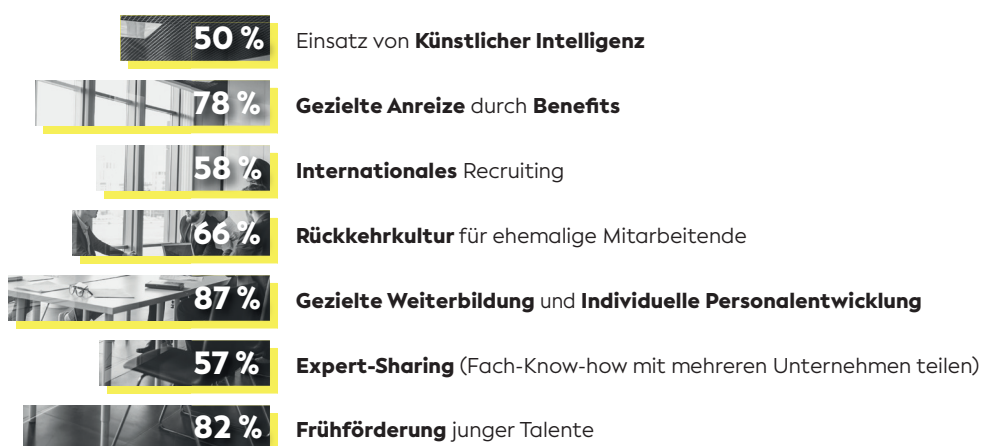 50 % Einsatz von Künstlicher Intelligenz
78 % Gezielte Anreize durch Benefits
58 % Internationales Recruiting
66 % Rückkehrkultur für ehemalige Mitarbeitende
87 % Gezielte Weiterbildung und Individuelle Personalentwicklung
57 % Expert-Sharing (Fach-Know-how mit mehreren Unternehmen teilen)
82 % Frühförderung junger Talente